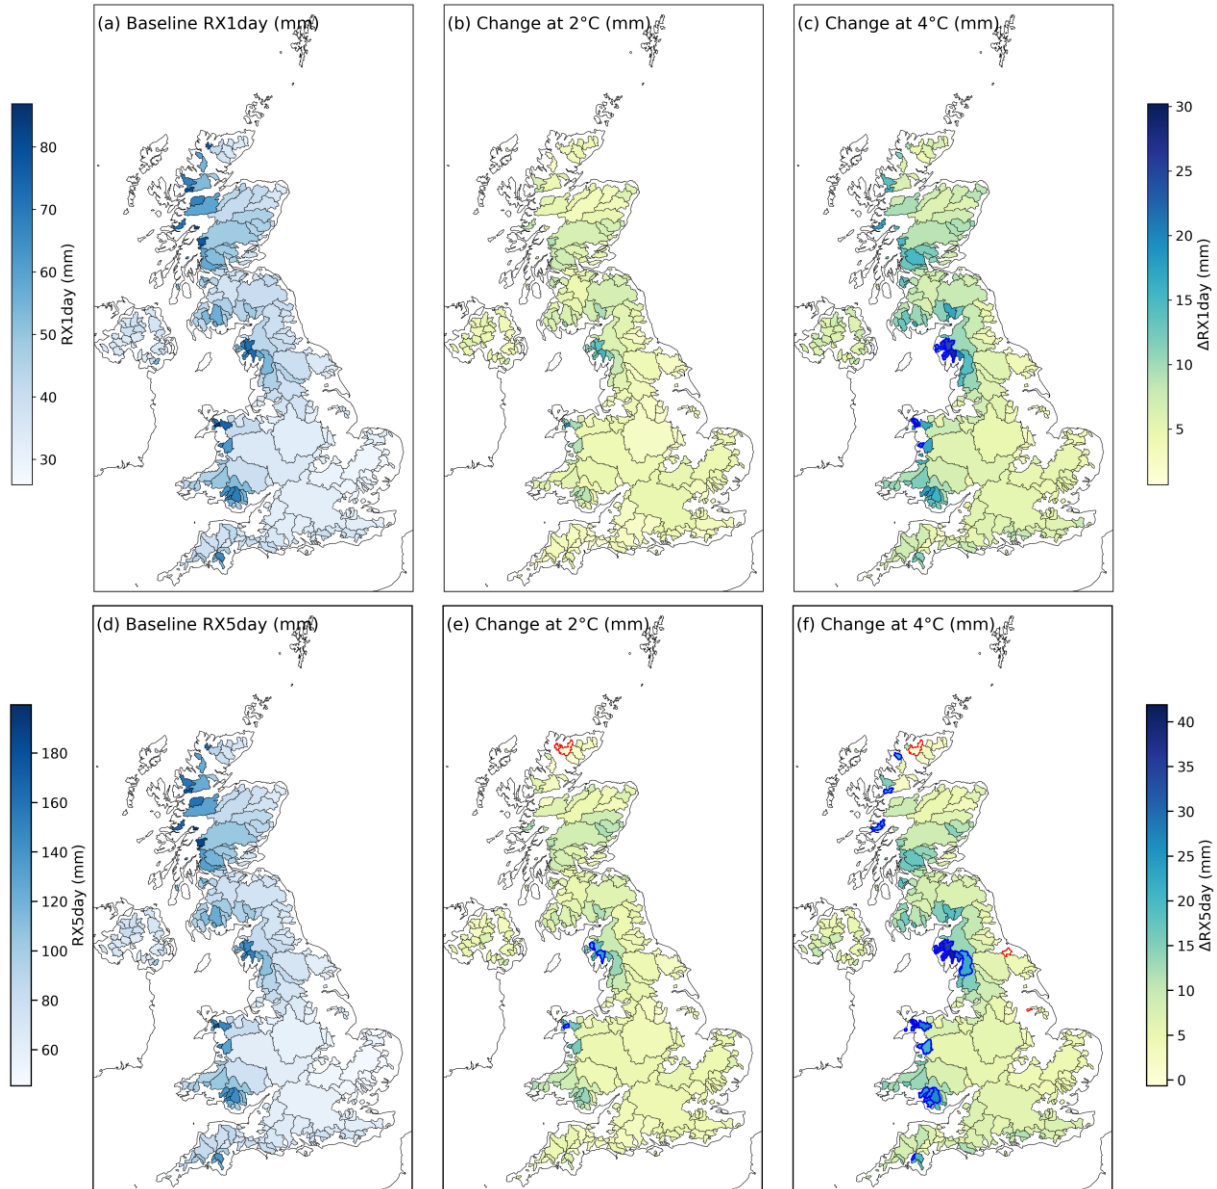 (a) Baseline RX1day (mm)
(b) Change at 2°C (mm)
(c) Change at 4°C (mm)
80
70
60
50
40
30
RX1day (mm)
30
25
20
15
10
5
ΔRX1day (mm)
(d) Baseline RX5day (mm)
(e) Change at 2°C (mm)
(f) Change at 4°C (mm)
180
160
140
120
100
80
60
RX5day (mm)
40
35
30
25
20
15
10
5
0
ΔRX5day (mm)